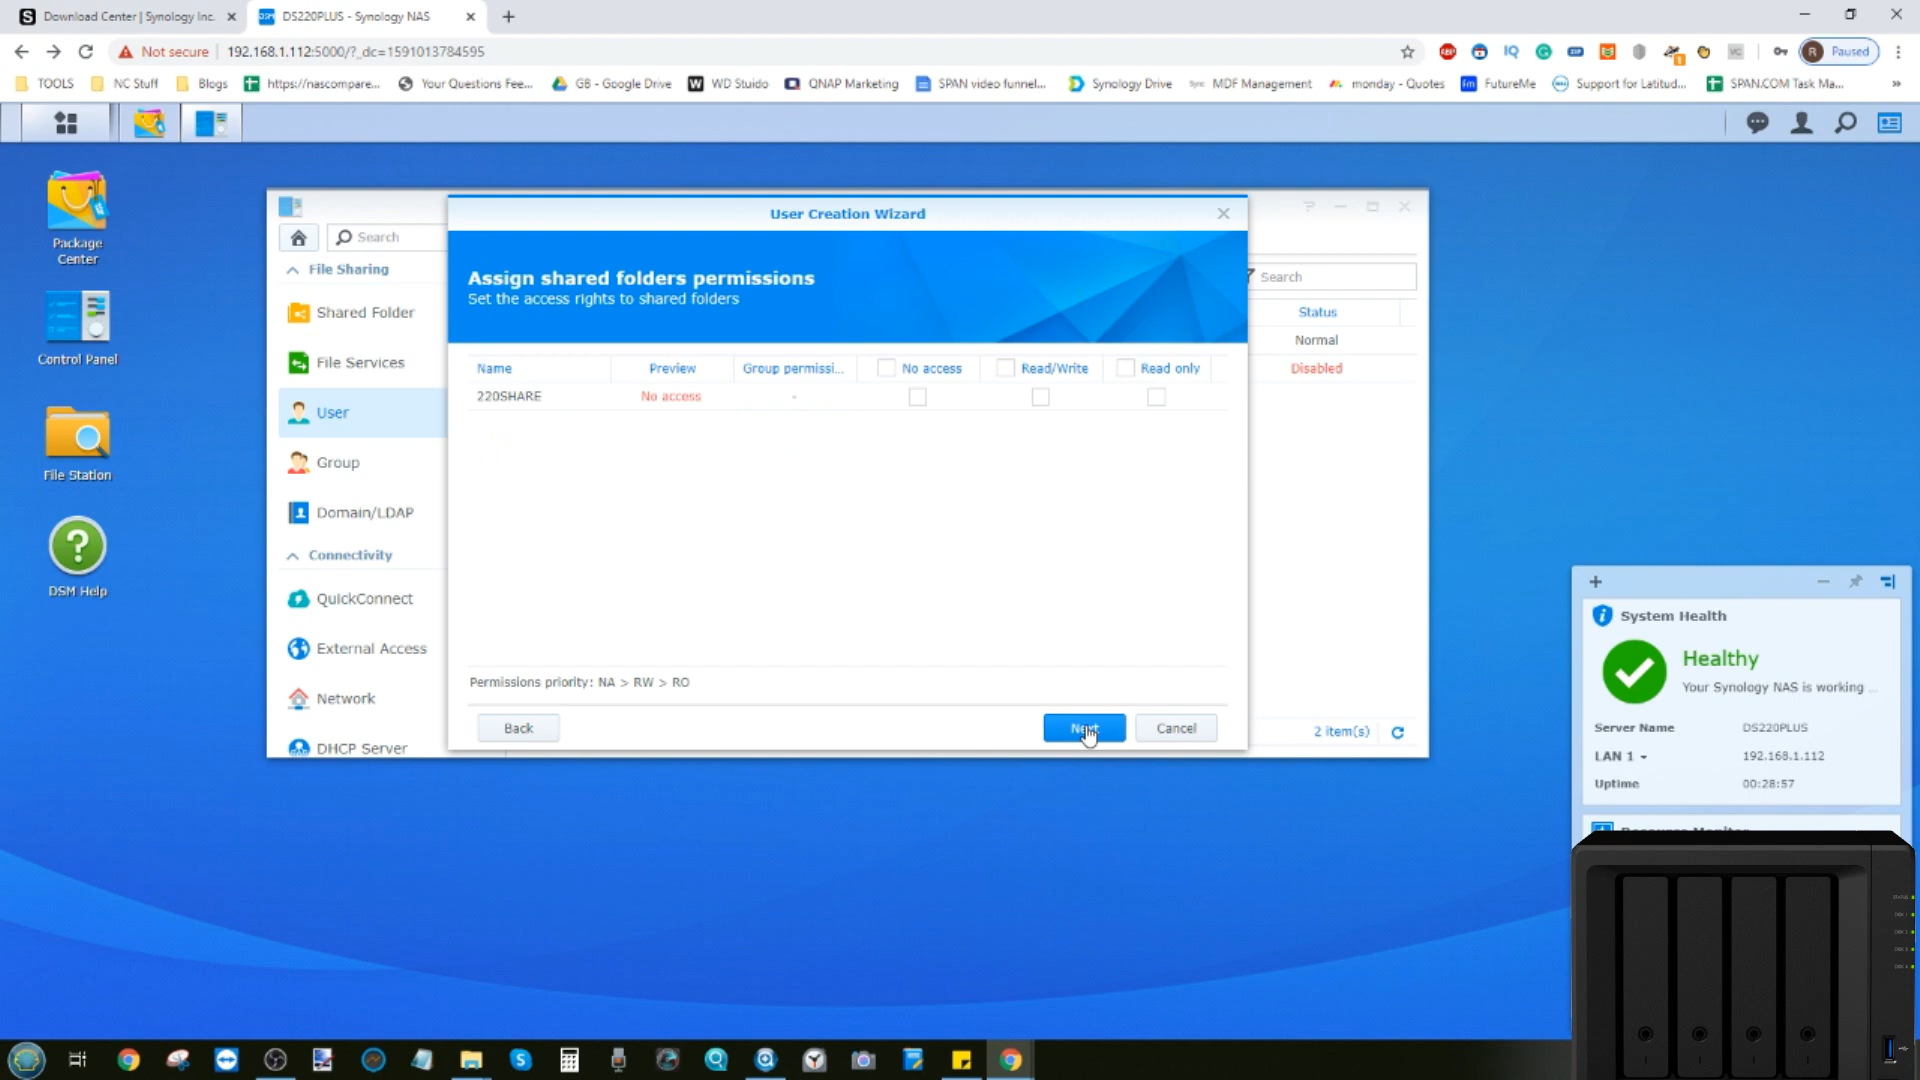 Download Center | Synology Inc.
DS220PLUS - Synology NAS
Not secure
192.168.1.112:5000/?_dc=1591013784595
Paused
TOOLS
NC Stuff
Blogs
https://nascompare...
Your Questions Fee...
GB - Google Drive
WD Stuido
QNAP Marketing
SPAN video funnel...
Synology Drive
MDF Management
monday - Quotes
FutureMe
Support for Latitud...
SPAN.COM Task Ma...
Package
Center
Control Panel
File Station
DSM Help
Search
File Sharing
Shared Folder
File Services
User
Group
Domain/LDAP
Connectivity
QuickConnect
External Access
Network
DHCP Server
User Creation Wizard
Assign shared folders permissions
Set the access rights to shared folders
Name
Preview
Group permissi...
No access
Read/Write
Read only
220SHARE
No access
-
Permissions priority: NA > RW > RO
Back
Next
Cancel
Search
Status
Normal
Disabled
2 item(s)
System Health
Healthy
Your Synology NAS is working ...
Server Name
DS220PLUS
LAN 1
192.168.1.112
Uptime
00:28:57